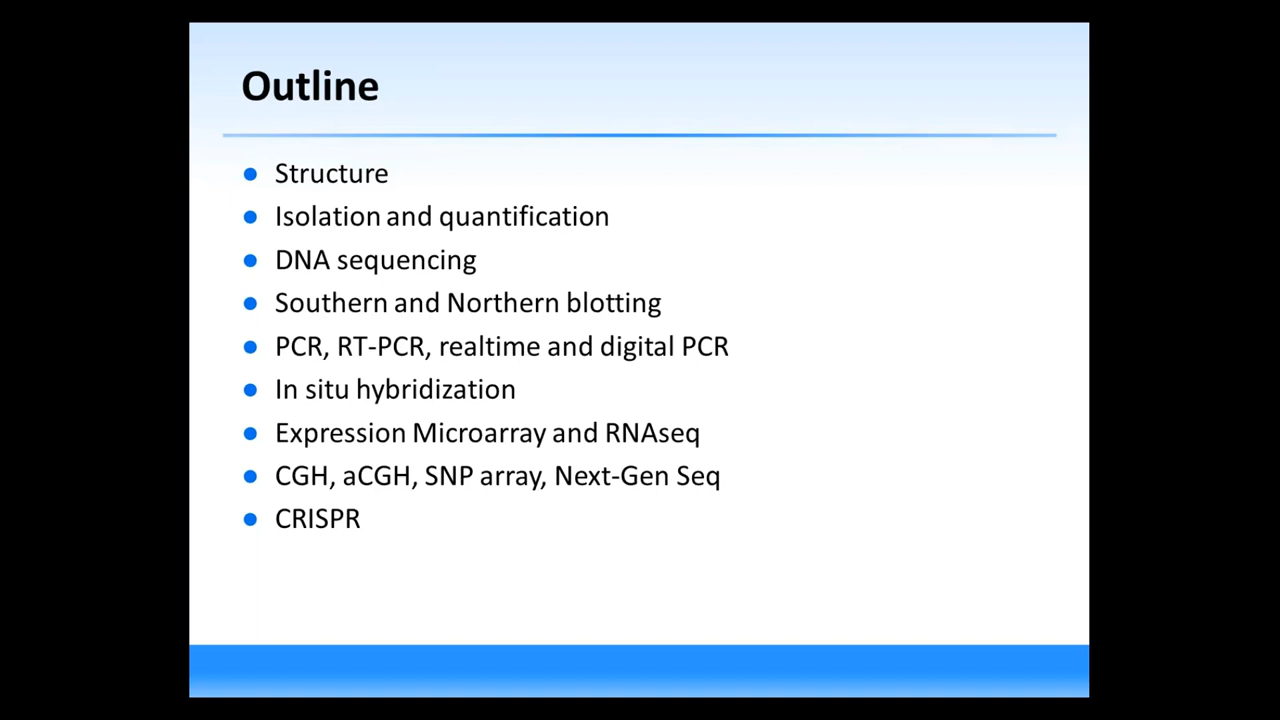 Outline
Structure
Isolation and quantification
DNA sequencing
Southern and Northern blotting
PCR, RT-PCR, realtime and digital PCR
In situ hybridization
Expression Microarray and RNAseq
CGH, aCGH, SNP array, Next-Gen Seq
CRISPR